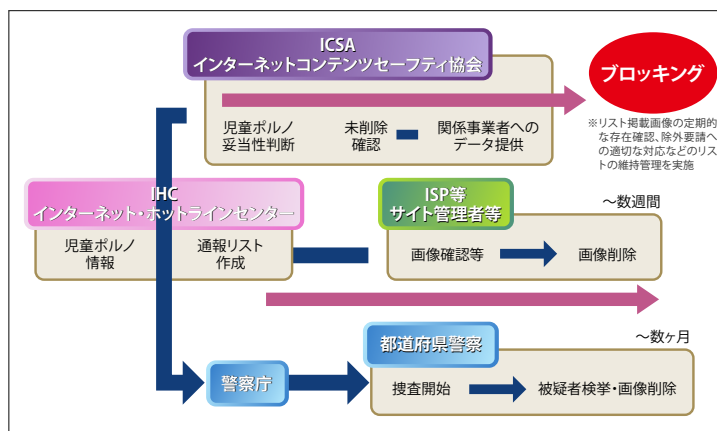 ICSA
インターネットコンテンツセーフティ協会
ブロッキング
児童ポルノ
妥当性判断
未削除
確認
関係事業者への
データ提供
※リスト掲載画像の定期的
な存在確認、除外要請へ
の適切な対応などのリス
トの維持管理を実施
IHC
インターネット・ホットラインセンター
児童ポルノ
情報
通報リスト
作成
ISP等
サイト管理者等
～数週間
画像確認等
画像削除
警察庁
都道府県警察
～数ヶ月
捜査開始
被疑者検挙・画像削除